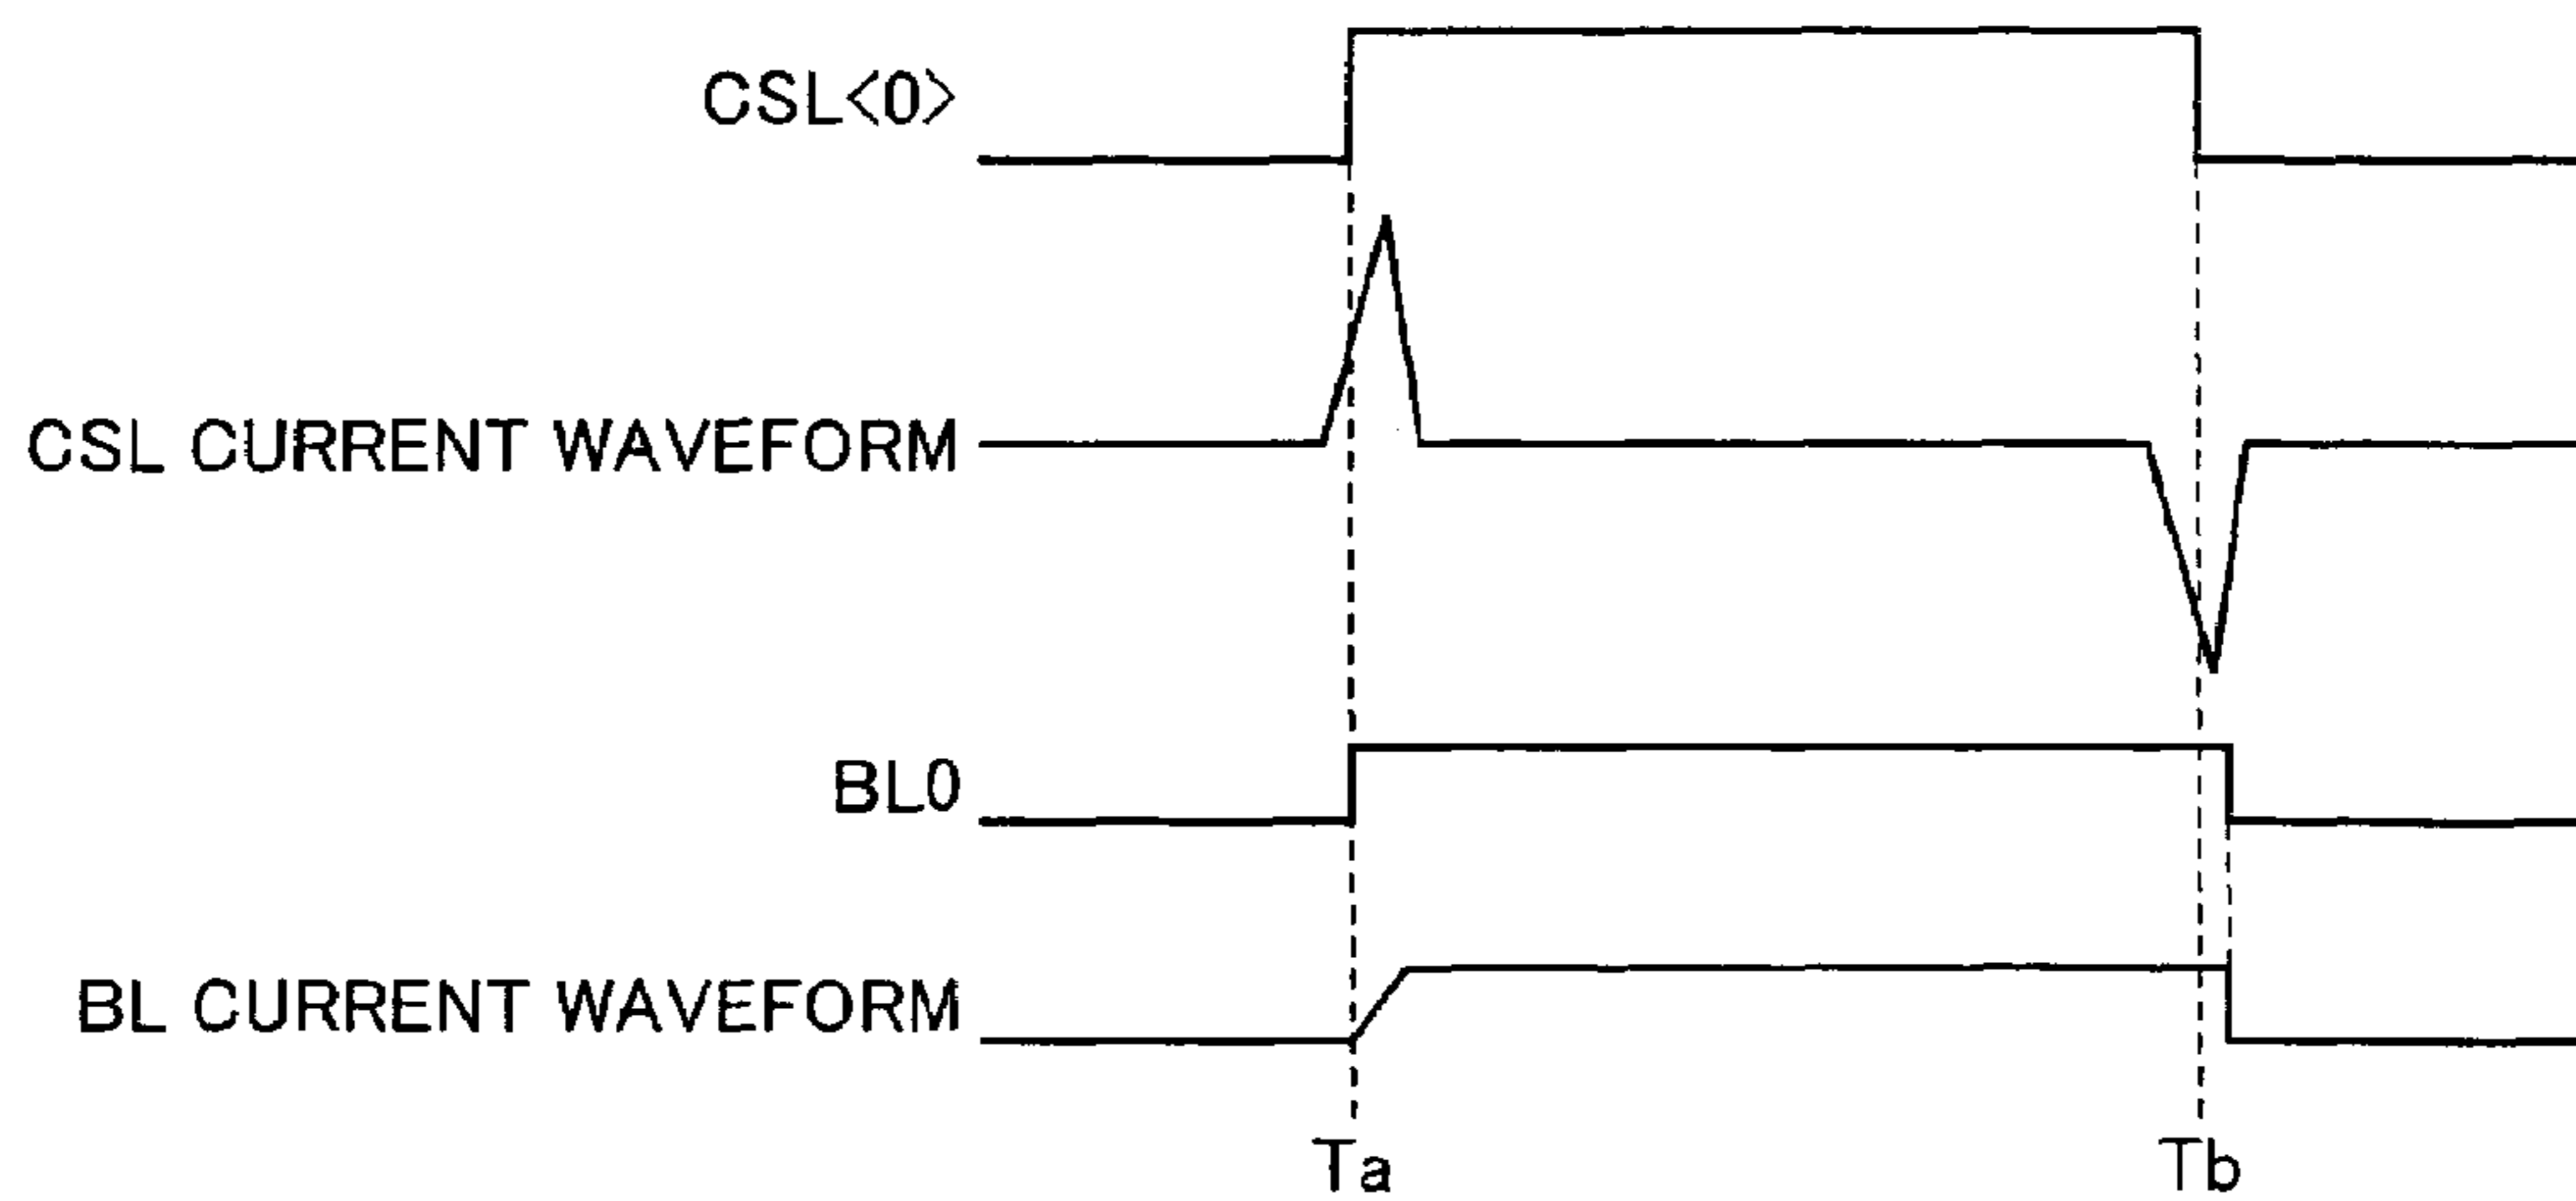 CSL<0>
CSL CURRENT WAVEFORM
BL0
BL CURRENT WAVEFORM
Ta
Tb